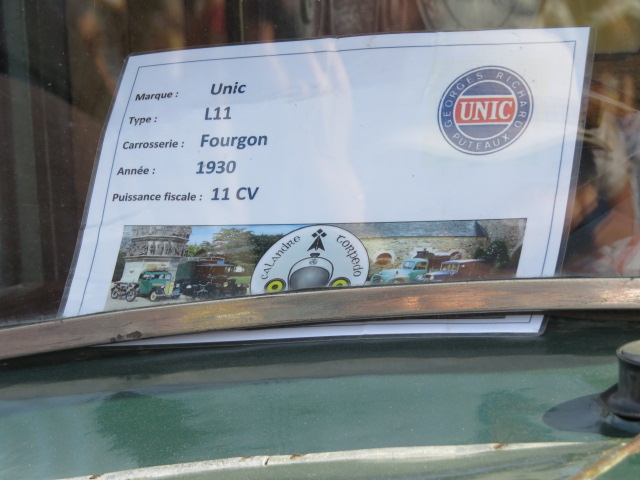 Marque : Unic
Type : L11
Carrosserie : Fourgon
Année : 1930
Puissance fiscale : 11 CV
GEORGES RICHARD
UNIC
PUTEAUX
CALANDRE TORPEDO